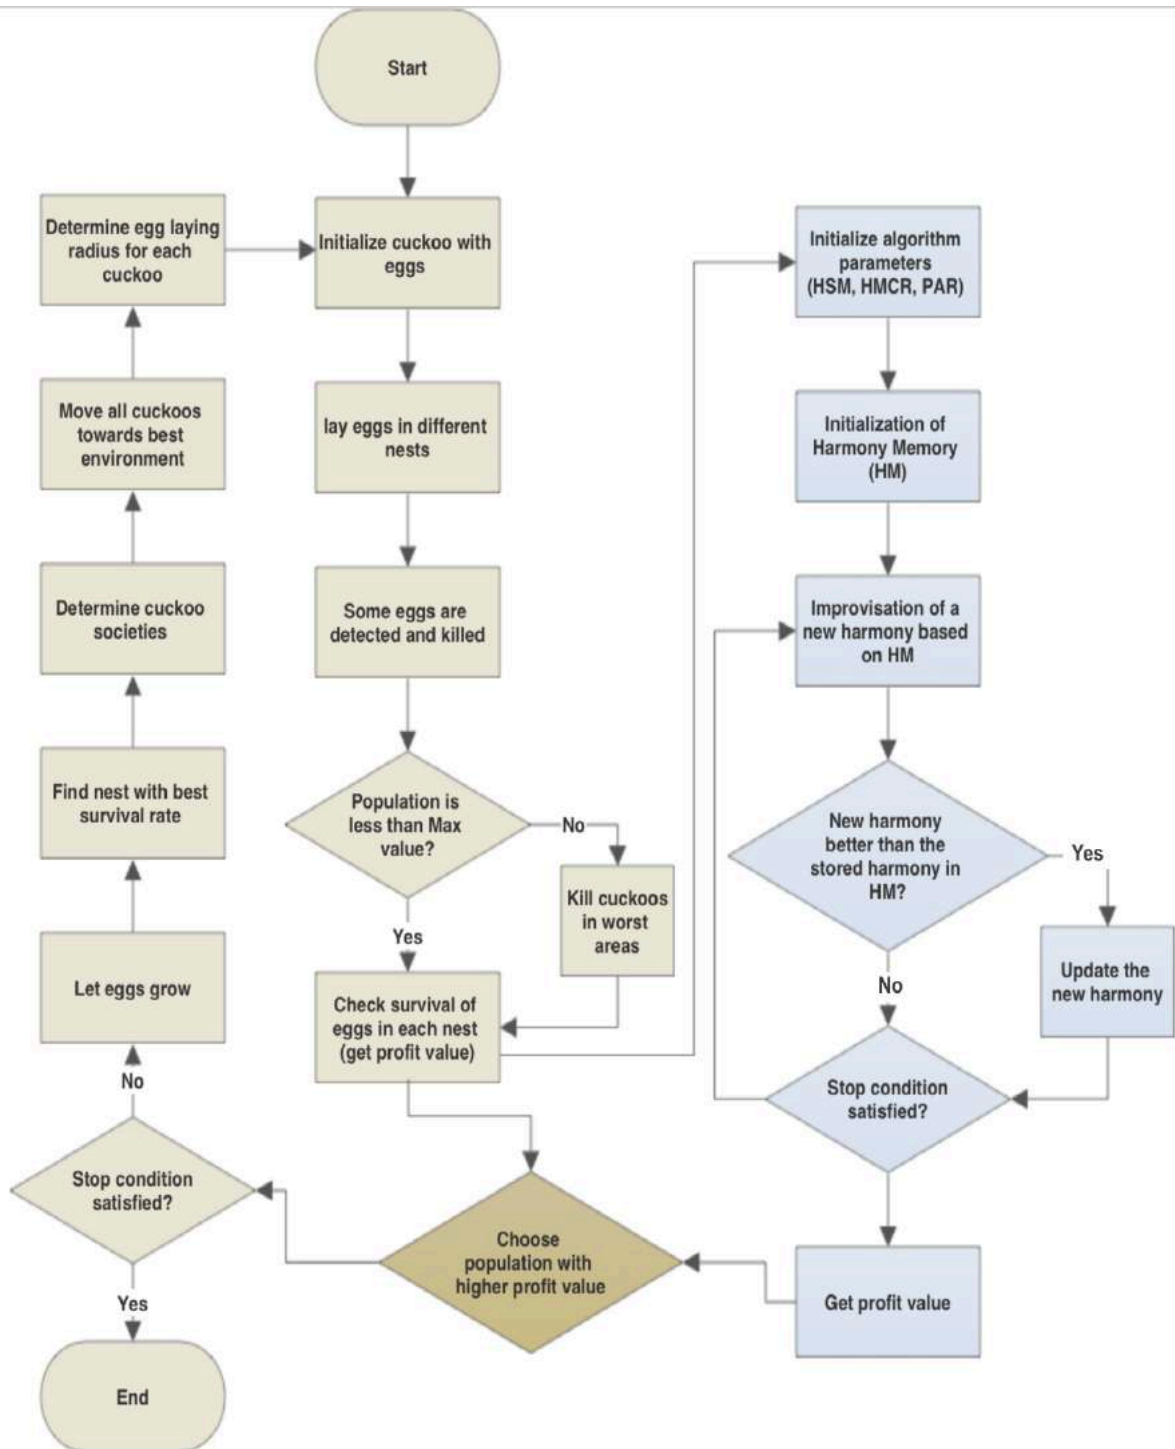 Start
Determine egg laying
radius for each
cuckoo
Initialize cuckoo with
eggs
Initialize algorithm
parameters
(HSM, HMCR, PAR)
Move all cuckoos
towards best
environment
lay eggs in different
nests
Initialization of
Harmony Memory
(HM)
Determine cuckoo
societies
Some eggs are
detected and killed
Improvisation of a
new harmony based
on HM
Find nest with best
survival rate
Population is
less than Max
value?
No
Kill cuckoos
in worst
areas
Yes
New harmony
better than the
stored harmony in
HM?
Yes
Update the
new harmony
No
Let eggs grow
Check survival of
eggs in each nest
(get profit value)
No
Stop condition
satisfied?
Stop condition
satisfied?
Choose
population with
higher profit value
Get profit value
Yes
End